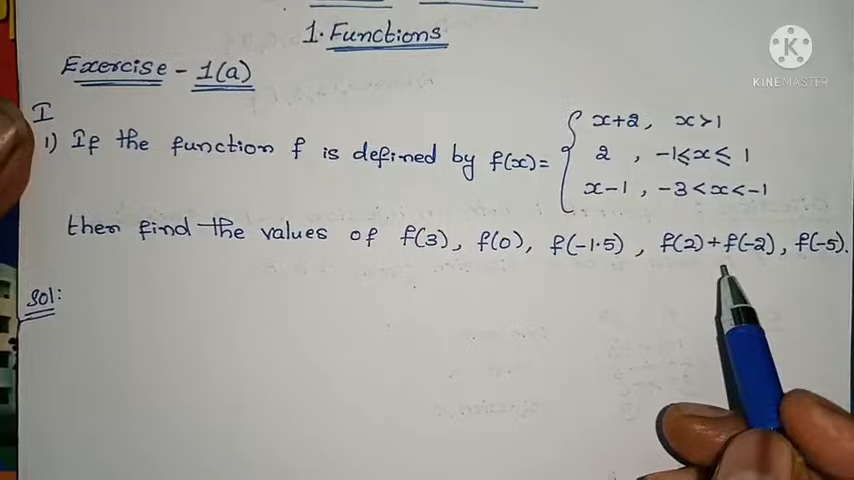 1. Functions
Exercise - 1(a)
I
1) If the function f is defined by f(x)= { x+2, x>1
2, -1≤x≤1
x-1, -3<x<-1
then find the values of f(3), f(0), f(-1.5), f(2)+f(-2), f(-5).
Sol:
K
KINEMASTER